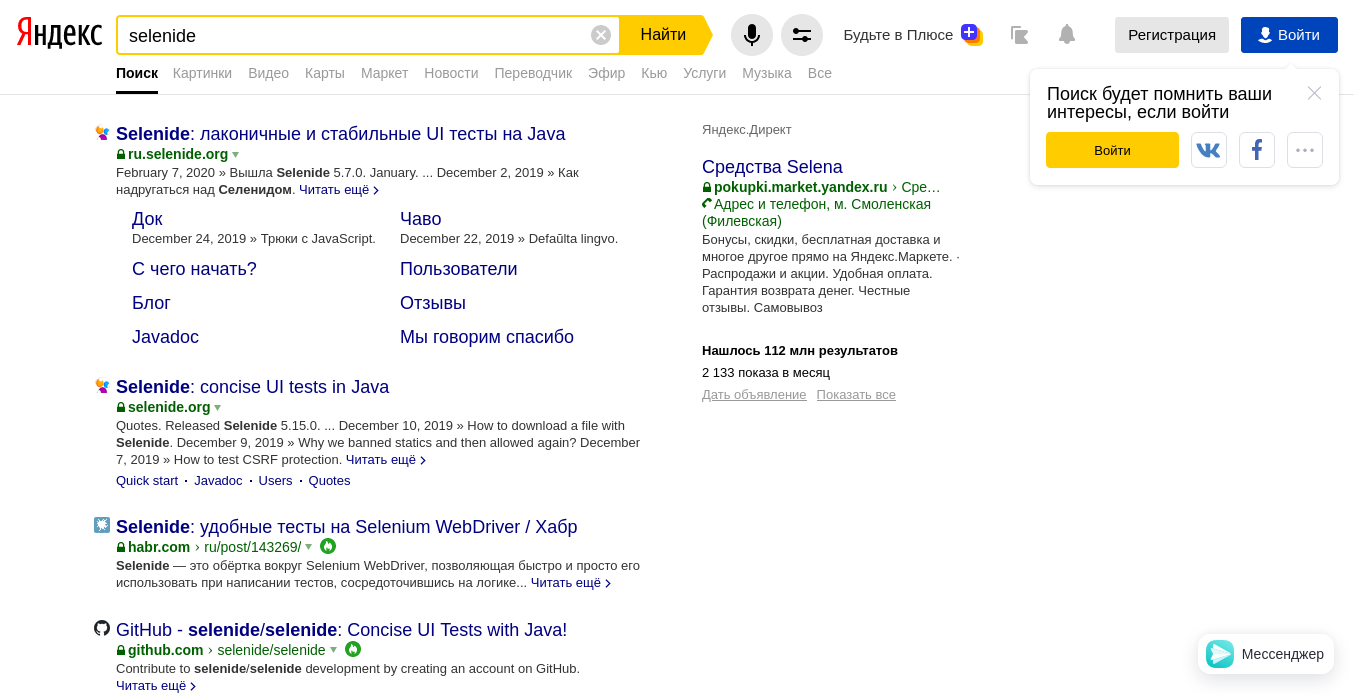 Яндекс
selenide
Найти
Будьте в Плюсе
Регистрация
Войти
Поиск Картинки Видео Карты Маркет Новости Переводчик Эфир Кью Услуги Музыка Все
Поиск будет помнить ваши
интересы, если войти
Войти
Selenide: лаконичные и стабильные UI тесты на Java
ru.selenide.org
February 7, 2020 » Вышла Selenide 5.7.0. January. ... December 2, 2019 » Как
надругаться над Селенидом. Читать ещё
Док
December 24, 2019 » Трюки с JavaScript.
Чаво
December 22, 2019 » Defaŭlta lingvo.
С чего начать?
Пользователи
Блог
Отзывы
Javadoc
Мы говорим спасибо
Selenide: concise UI tests in Java
selenide.org
Quotes. Released Selenide 5.15.0. ... December 10, 2019 » How to download a file with
Selenide. December 9, 2019 » Why we banned statics and then allowed again? December
7, 2019 » How to test CSRF protection. Читать ещё
Quick start · Javadoc · Users · Quotes
Selenide: удобные тесты на Selenium WebDriver / Хабр
habr.com › ru/post/143269/
Selenide — это обёртка вокруг Selenium WebDriver, позволяющая быстро и просто его
использовать при написании тестов, сосредоточившись на логике... Читать ещё
GitHub - selenide/selenide: Concise UI Tests with Java!
github.com › selenide/selenide
Contribute to selenide/selenide development by creating an account on GitHub.
Читать ещё
Яндекс.Директ
Средства Selena
pokupki.market.yandex.ru › Сре…
Адрес и телефон, м. Смоленская
(Филевская)
Бонусы, скидки, бесплатная доставка и
многое другое прямо на Яндекс.Маркете. ·
Распродажи и акции. Удобная оплата.
Гарантия возврата денег. Честные
отзывы. Самовывоз
Нашлось 112 млн результатов
2 133 показа в месяц
Дать объявление Показать все
Мессенджер